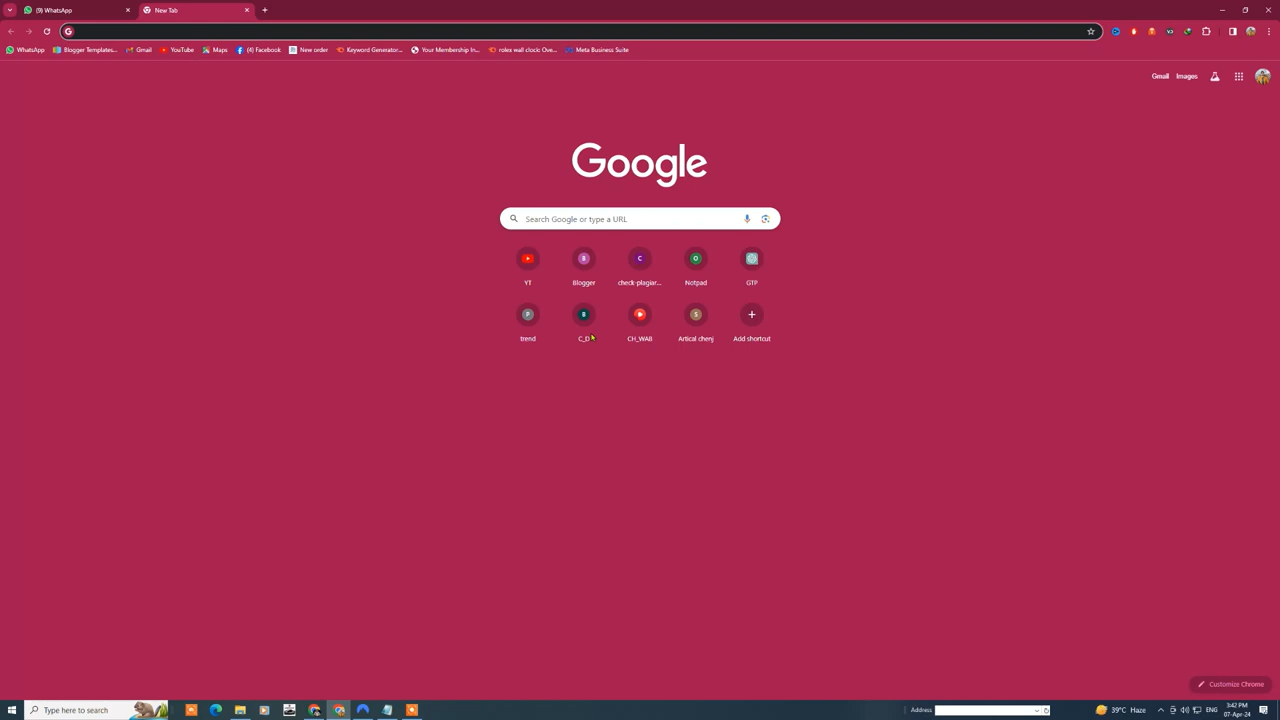 (9) WhatsApp
New Tab
WhatsApp
Blogger Templates...
Gmail
YouTube
Maps
(6) Facebook
New order
Keyword Generator...
Your Membership In...
rolex wall clocic Ove...
Meta Business Suite
Gmail Images
Google
Search Google or type a URL
YT
Blogger
check-plagiar...
Notpad
GTP
trend
C_D
CH_WAB
Artical chenj
Add shortcut
Customize Chrome
Type here to search
Address
39°C Haze
ENG
3:42 PM
07-Apr-24